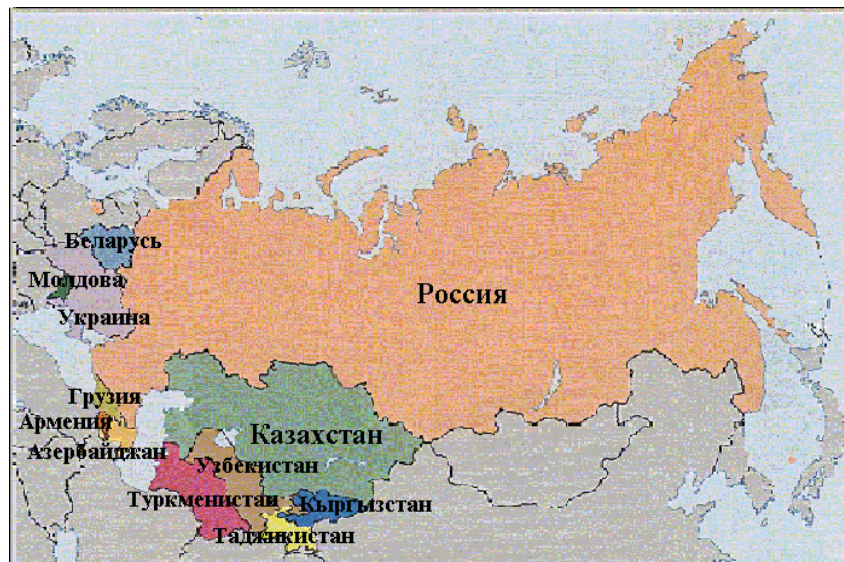 Беларусь
Молдова
Россия
Украина
Грузия
Армения
Казахстан
Азербайджан
Узбекистан
Туркменистан
Кыргызстан
Таджикистан